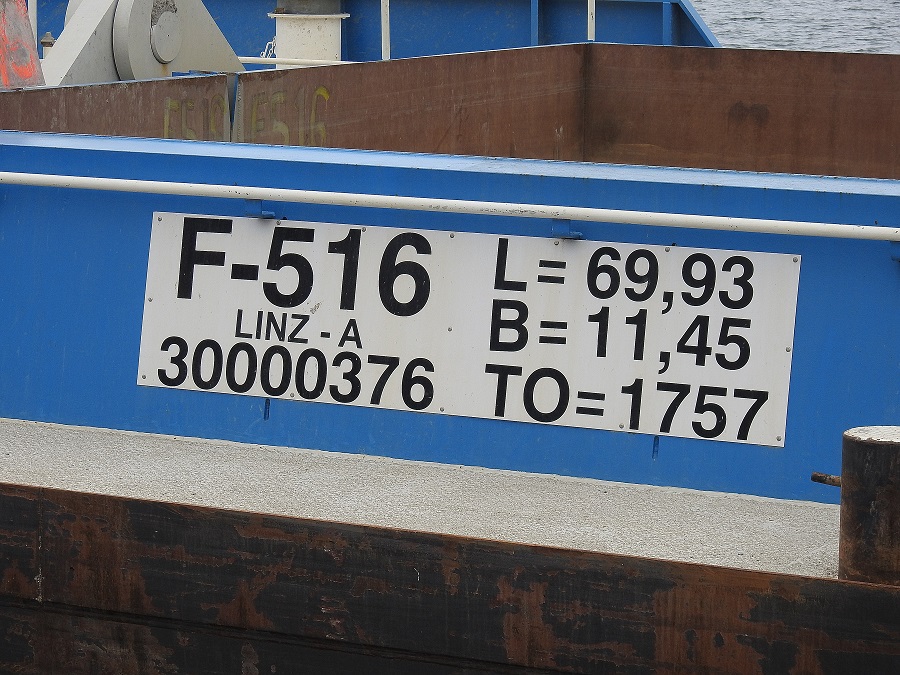 F-516
LINZ - A
30000376
L= 69,93
B= 11,45
TO= 1757